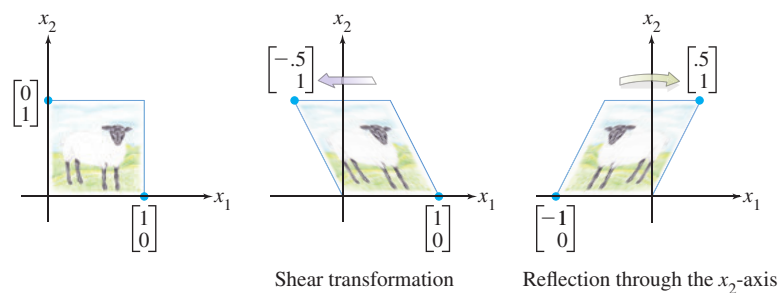 x2 x2 x2
[-.5 1] [.5 1]
[0 1]
x1 x1 x1
[1 0] [1 0] [-1 0]
Shear transformation Reflection through the x2-axis